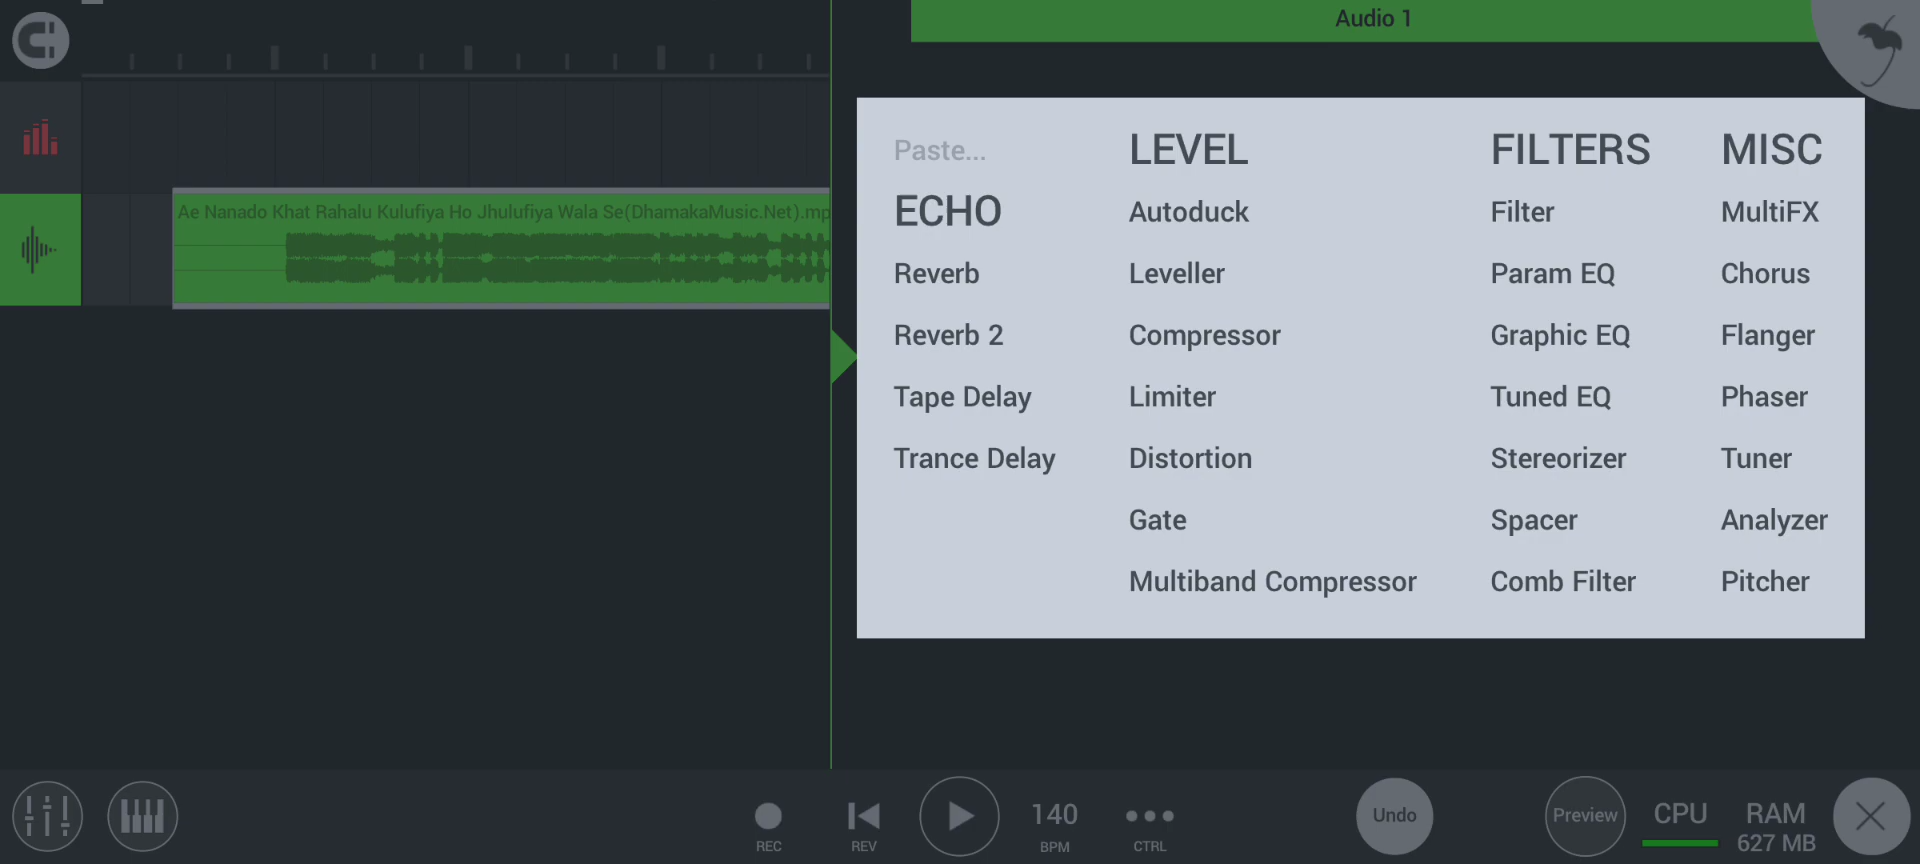 Audio 1
Ae Nanado Khat Rahalu Kulufiya Ho Jhulufiya Wala Se(DhamakaMusic.Net).mp
Paste...
ECHO
Reverb
Reverb 2
Tape Delay
Trance Delay
LEVEL
Autoduck
Leveller
Compressor
Limiter
Distortion
Gate
Multiband Compressor
FILTERS
Filter
Param EQ
Graphic EQ
Tuned EQ
Stereorizer
Spacer
Comb Filter
MISC
MultiFX
Chorus
Flanger
Phaser
Tuner
Analyzer
Pitcher
REC
REV
140
BPM
CTRL
Undo
Preview
CPU
RAM
627 MB